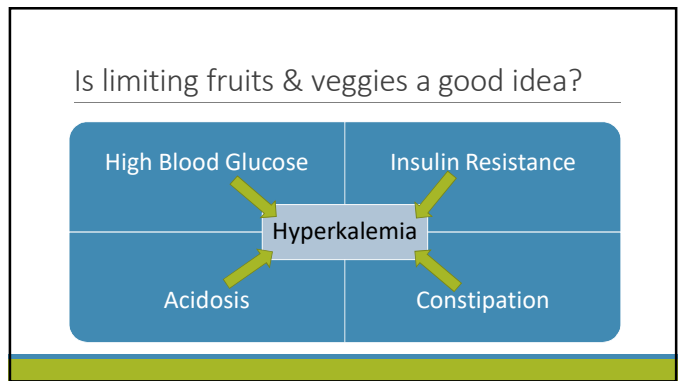 Is limiting fruits & veggies a good idea?
High Blood Glucose
Insulin Resistance
Hyperkalemia
Acidosis
Constipation